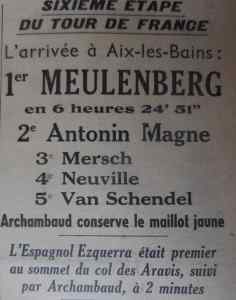 SIXIÈME ÉTAPE
DU TOUR DE FRANCE
L'arrivée à Aix-les-Bains :
1er MEULENBERG
en 6 heures 24' 51"
2e Antonin Magne
3e Mersch
4e Neuville
5e Van Schendel
Archambaud conserve le maillot jaune
L'Espagnol Ezquerra était premier
au sommet du col des Aravis, suivi
par Archambaud, à 2 minutes